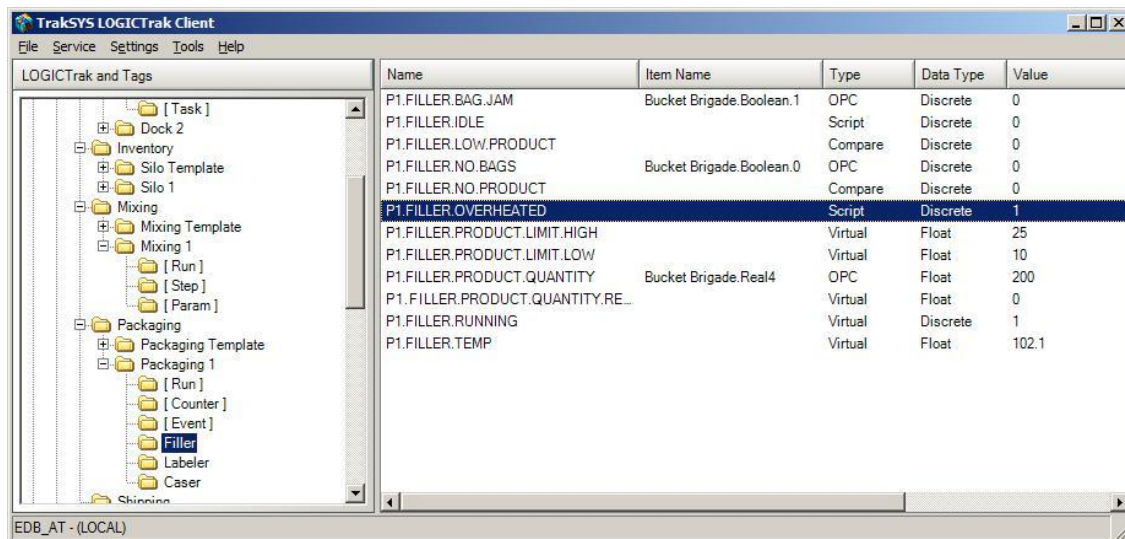 TrakSYS LOGICTrak Client
File Service Settings Tools Help
LOGICTrak and Tags
[ Task ]
Dock 2
Inventory
Silo Template
Silo 1
Mixing
Mixing Template
Mixing 1
[ Run ]
[ Step ]
[ Param ]
Packaging
Packaging Template
Packaging 1
[ Run ]
[ Counter ]
[ Event ]
Filler
Labeler
Caser
Shipping
Name Item Name Type Data Type Value
P1.FILLER.BAG.JAM Bucket Brigade.Boolean.1 OPC Discrete 0
P1.FILLER.IDLE Script Discrete 0
P1.FILLER.LOW.PRODUCT Compare Discrete 0
P1.FILLER.NO.BAGS Bucket Brigade.Boolean.0 OPC Discrete 0
P1.FILLER.NO.PRODUCT Compare Discrete 0
P1.FILLER.OVERHEATED Script Discrete 1
P1.FILLER.PRODUCT.LIMIT.HIGH Virtual Float 25
P1.FILLER.PRODUCT.LIMIT.LOW Virtual Float 10
P1.FILLER.PRODUCT.QUANTITY Bucket Brigade.Real4 OPC Float 200
P1.FILLER.PRODUCT.QUANTITY.RE... Virtual Float 0
P1.FILLER.RUNNING Virtual Discrete 1
P1.FILLER.TEMP Virtual Float 102.1
EDB_AT - (LOCAL)